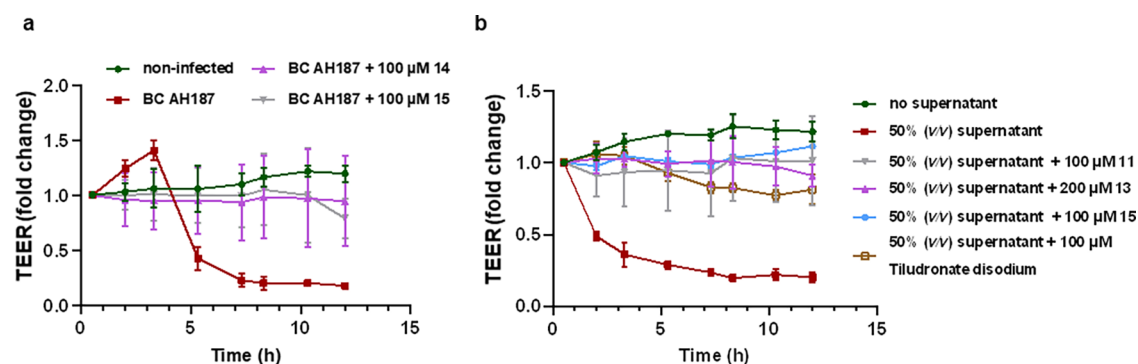 a
non-infected
BC AH187
BC AH187 + 100 µM 14
BC AH187 + 100 µM 15
TEER (fold change)
2.0
1.5
1.0
0.5
0.0
0
5
10
15
Time (h)
b
TEER (fold change)
1.5
1.0
0.5
0.0
0
5
10
15
Time (h)
no supernatant
50% (v/v) supernatant
50% (v/v) supernatant + 100 µM 11
50% (v/v) supernatant + 200 µM 13
50% (v/v) supernatant + 100 µM 15
50% (v/v) supernatant + 100 µM
Tiludronate disodium